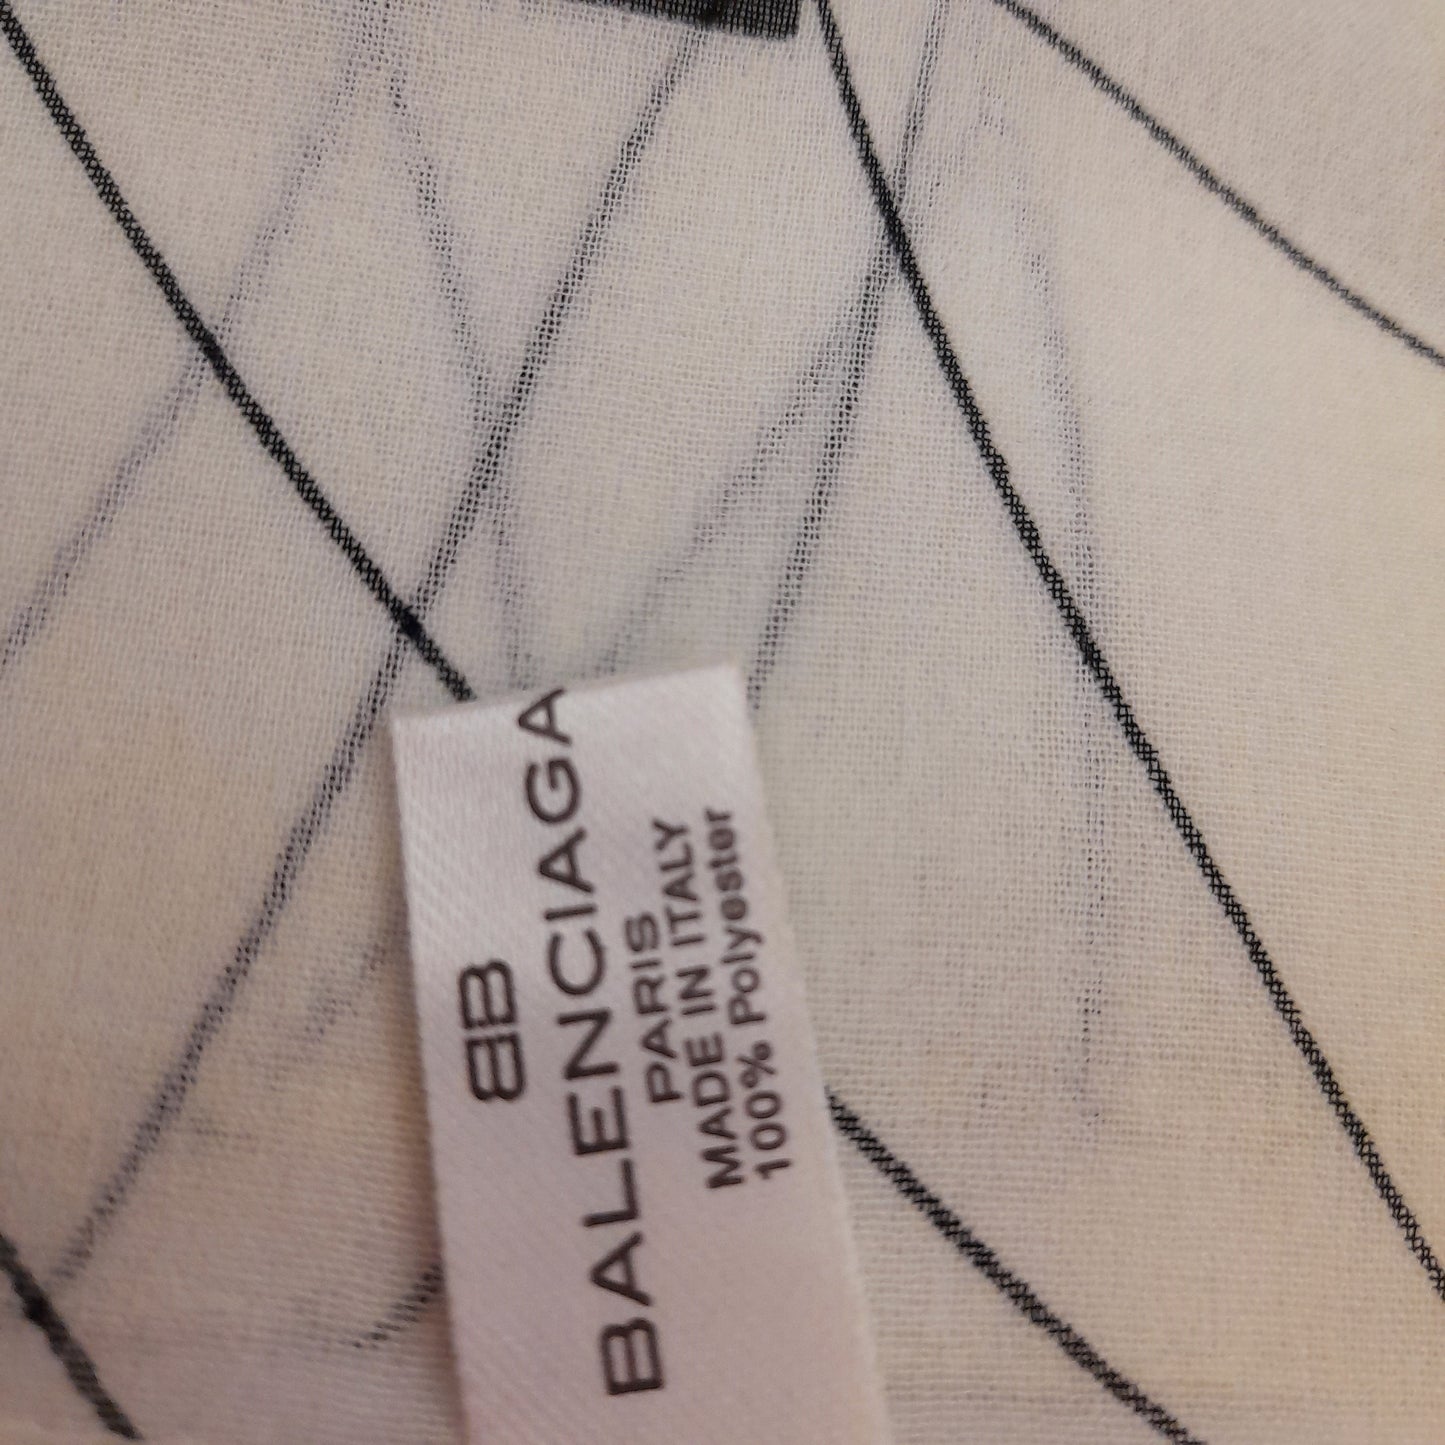 BB
BALENCIAGA
PARIS
MADE IN ITALY
100% Polyester